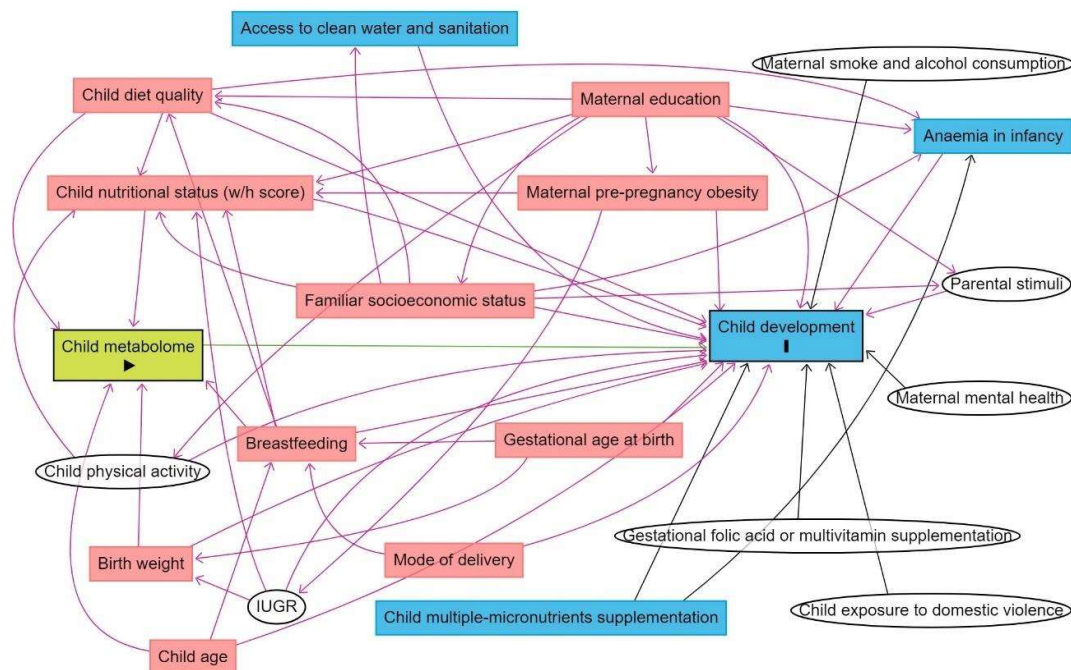 Access to clean water and sanitation
Maternal smoke and alcohol consumption
Child diet quality
Maternal education
Anaemia in infancy
Child nutritional status (w/h score)
Maternal pre-pregnancy obesity
Parental stimuli
Familiar socioeconomic status
Child development
Child metabolome
Maternal mental health
Breastfeeding
Gestational age at birth
Child physical activity
Gestational folic acid or multivitamin supplementation
Birth weight
Mode of delivery
IUGR
Child multiple-micronutrients supplementation
Child exposure to domestic violence
Child age